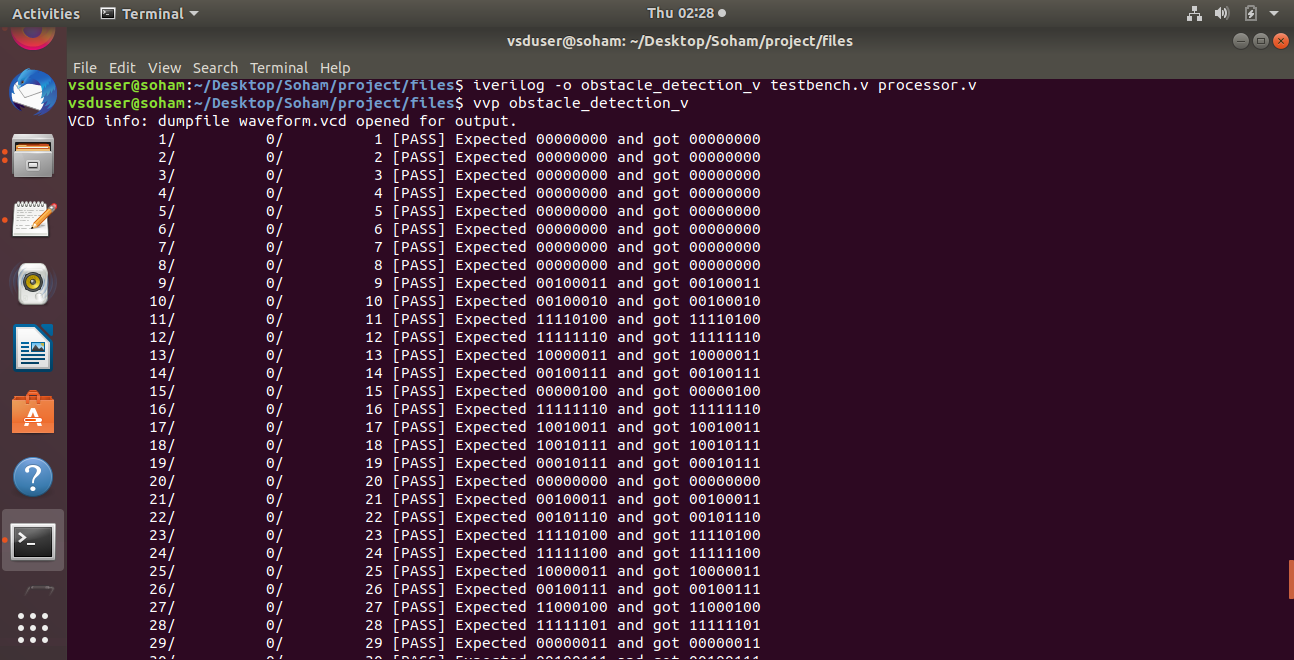 Activities Terminal Thu 02:28
vsduser@soham: ~/Desktop/Soham/project/files
File Edit View Search Terminal Help
vsduser@soham:~/Desktop/Soham/project/files$ iverilog -o obstacle_detection_v testbench.v processor.v
vsduser@soham:~/Desktop/Soham/project/files$ vvp obstacle_detection_v
VCD info: dumpfile waveform.vcd opened for output.
1/ 0/ 1 [PASS] Expected 00000000 and got 00000000
2/ 0/ 2 [PASS] Expected 00000000 and got 00000000
3/ 0/ 3 [PASS] Expected 00000000 and got 00000000
4/ 0/ 4 [PASS] Expected 00000000 and got 00000000
5/ 0/ 5 [PASS] Expected 00000000 and got 00000000
6/ 0/ 6 [PASS] Expected 00000000 and got 00000000
7/ 0/ 7 [PASS] Expected 00000000 and got 00000000
8/ 0/ 8 [PASS] Expected 00000000 and got 00000000
9/ 0/ 9 [PASS] Expected 00100011 and got 00100011
10/ 0/ 10 [PASS] Expected 00100010 and got 00100010
11/ 0/ 11 [PASS] Expected 11110100 and got 11110100
12/ 0/ 12 [PASS] Expected 11111110 and got 11111110
13/ 0/ 13 [PASS] Expected 10000011 and got 10000011
14/ 0/ 14 [PASS] Expected 00100111 and got 00100111
15/ 0/ 15 [PASS] Expected 00000100 and got 00000100
16/ 0/ 16 [PASS] Expected 11111110 and got 11111110
17/ 0/ 17 [PASS] Expected 10010011 and got 10010011
18/ 0/ 18 [PASS] Expected 10010111 and got 10010111
19/ 0/ 19 [PASS] Expected 00010111 and got 00010111
20/ 0/ 20 [PASS] Expected 00000000 and got 00000000
21/ 0/ 21 [PASS] Expected 00100011 and got 00100011
22/ 0/ 22 [PASS] Expected 00101110 and got 00101110
23/ 0/ 23 [PASS] Expected 11110100 and got 11110100
24/ 0/ 24 [PASS] Expected 11111100 and got 11111100
25/ 0/ 25 [PASS] Expected 10000011 and got 10000011
26/ 0/ 26 [PASS] Expected 00100111 and got 00100111
27/ 0/ 27 [PASS] Expected 11000100 and got 11000100
28/ 0/ 28 [PASS] Expected 11111101 and got 11111101
29/ 0/ 29 [PASS] Expected 00000011 and got 00000011